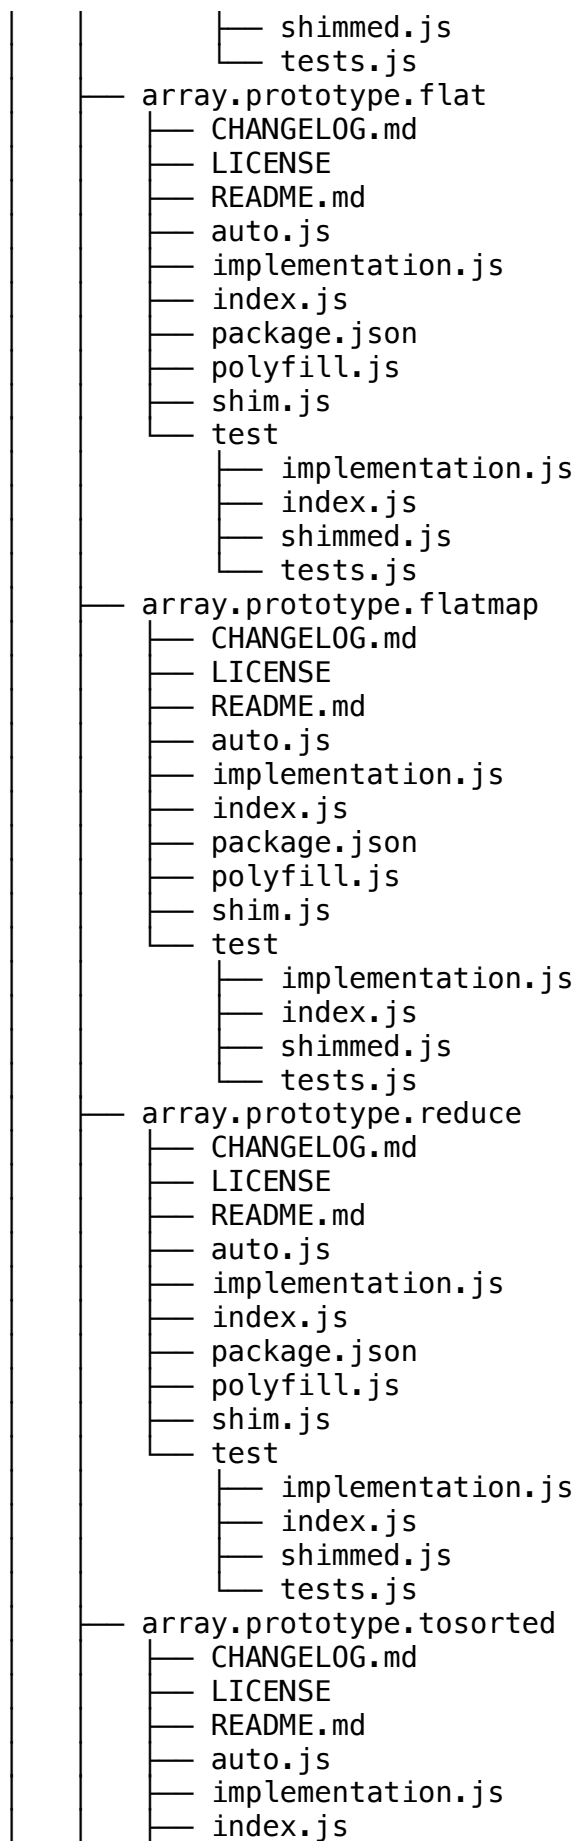 │   │       ├── shimmed.js
│   │       └── tests.js
│   ├── array.prototype.flat
│   │   ├── CHANGELOG.md
│   │   ├── LICENSE
│   │   ├── README.md
│   │   ├── auto.js
│   │   ├── implementation.js
│   │   ├── index.js
│   │   ├── package.json
│   │   ├── polyfill.js
│   │   ├── shim.js
│   │   └── test
│   │       ├── implementation.js
│   │       ├── index.js
│   │       ├── shimmed.js
│   │       └── tests.js
│   ├── array.prototype.flatmap
│   │   ├── CHANGELOG.md
│   │   ├── LICENSE
│   │   ├── README.md
│   │   ├── auto.js
│   │   ├── implementation.js
│   │   ├── index.js
│   │   ├── package.json
│   │   ├── polyfill.js
│   │   ├── shim.js
│   │   └── test
│   │       ├── implementation.js
│   │       ├── index.js
│   │       ├── shimmed.js
│   │       └── tests.js
│   ├── array.prototype.reduce
│   │   ├── CHANGELOG.md
│   │   ├── LICENSE
│   │   ├── README.md
│   │   ├── auto.js
│   │   ├── implementation.js
│   │   ├── index.js
│   │   ├── package.json
│   │   ├── polyfill.js
│   │   ├── shim.js
│   │   └── test
│   │       ├── implementation.js
│   │       ├── index.js
│   │       ├── shimmed.js
│   │       └── tests.js
│   ├── array.prototype.tosorted
│   │   ├── CHANGELOG.md
│   │   ├── LICENSE
│   │   ├── README.md
│   │   ├── auto.js
│   │   ├── implementation.js
│   │   ├── index.js